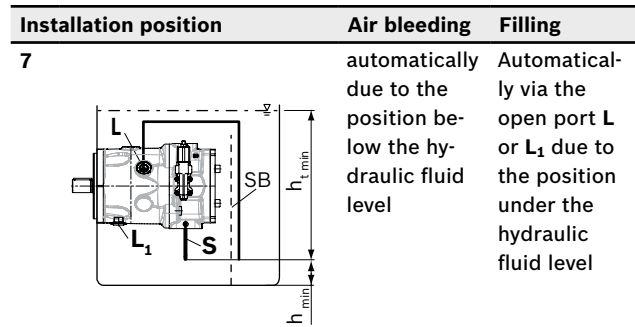 Installation position Air bleeding Filling
7
automatically
due to the
position be-
low the hy-
draulic fluid
level
Automatical-
ly via the
open port L
or L₁ due to
the position
under the
hydraulic
fluid level
L
SB
h t min
L₁
S
h min